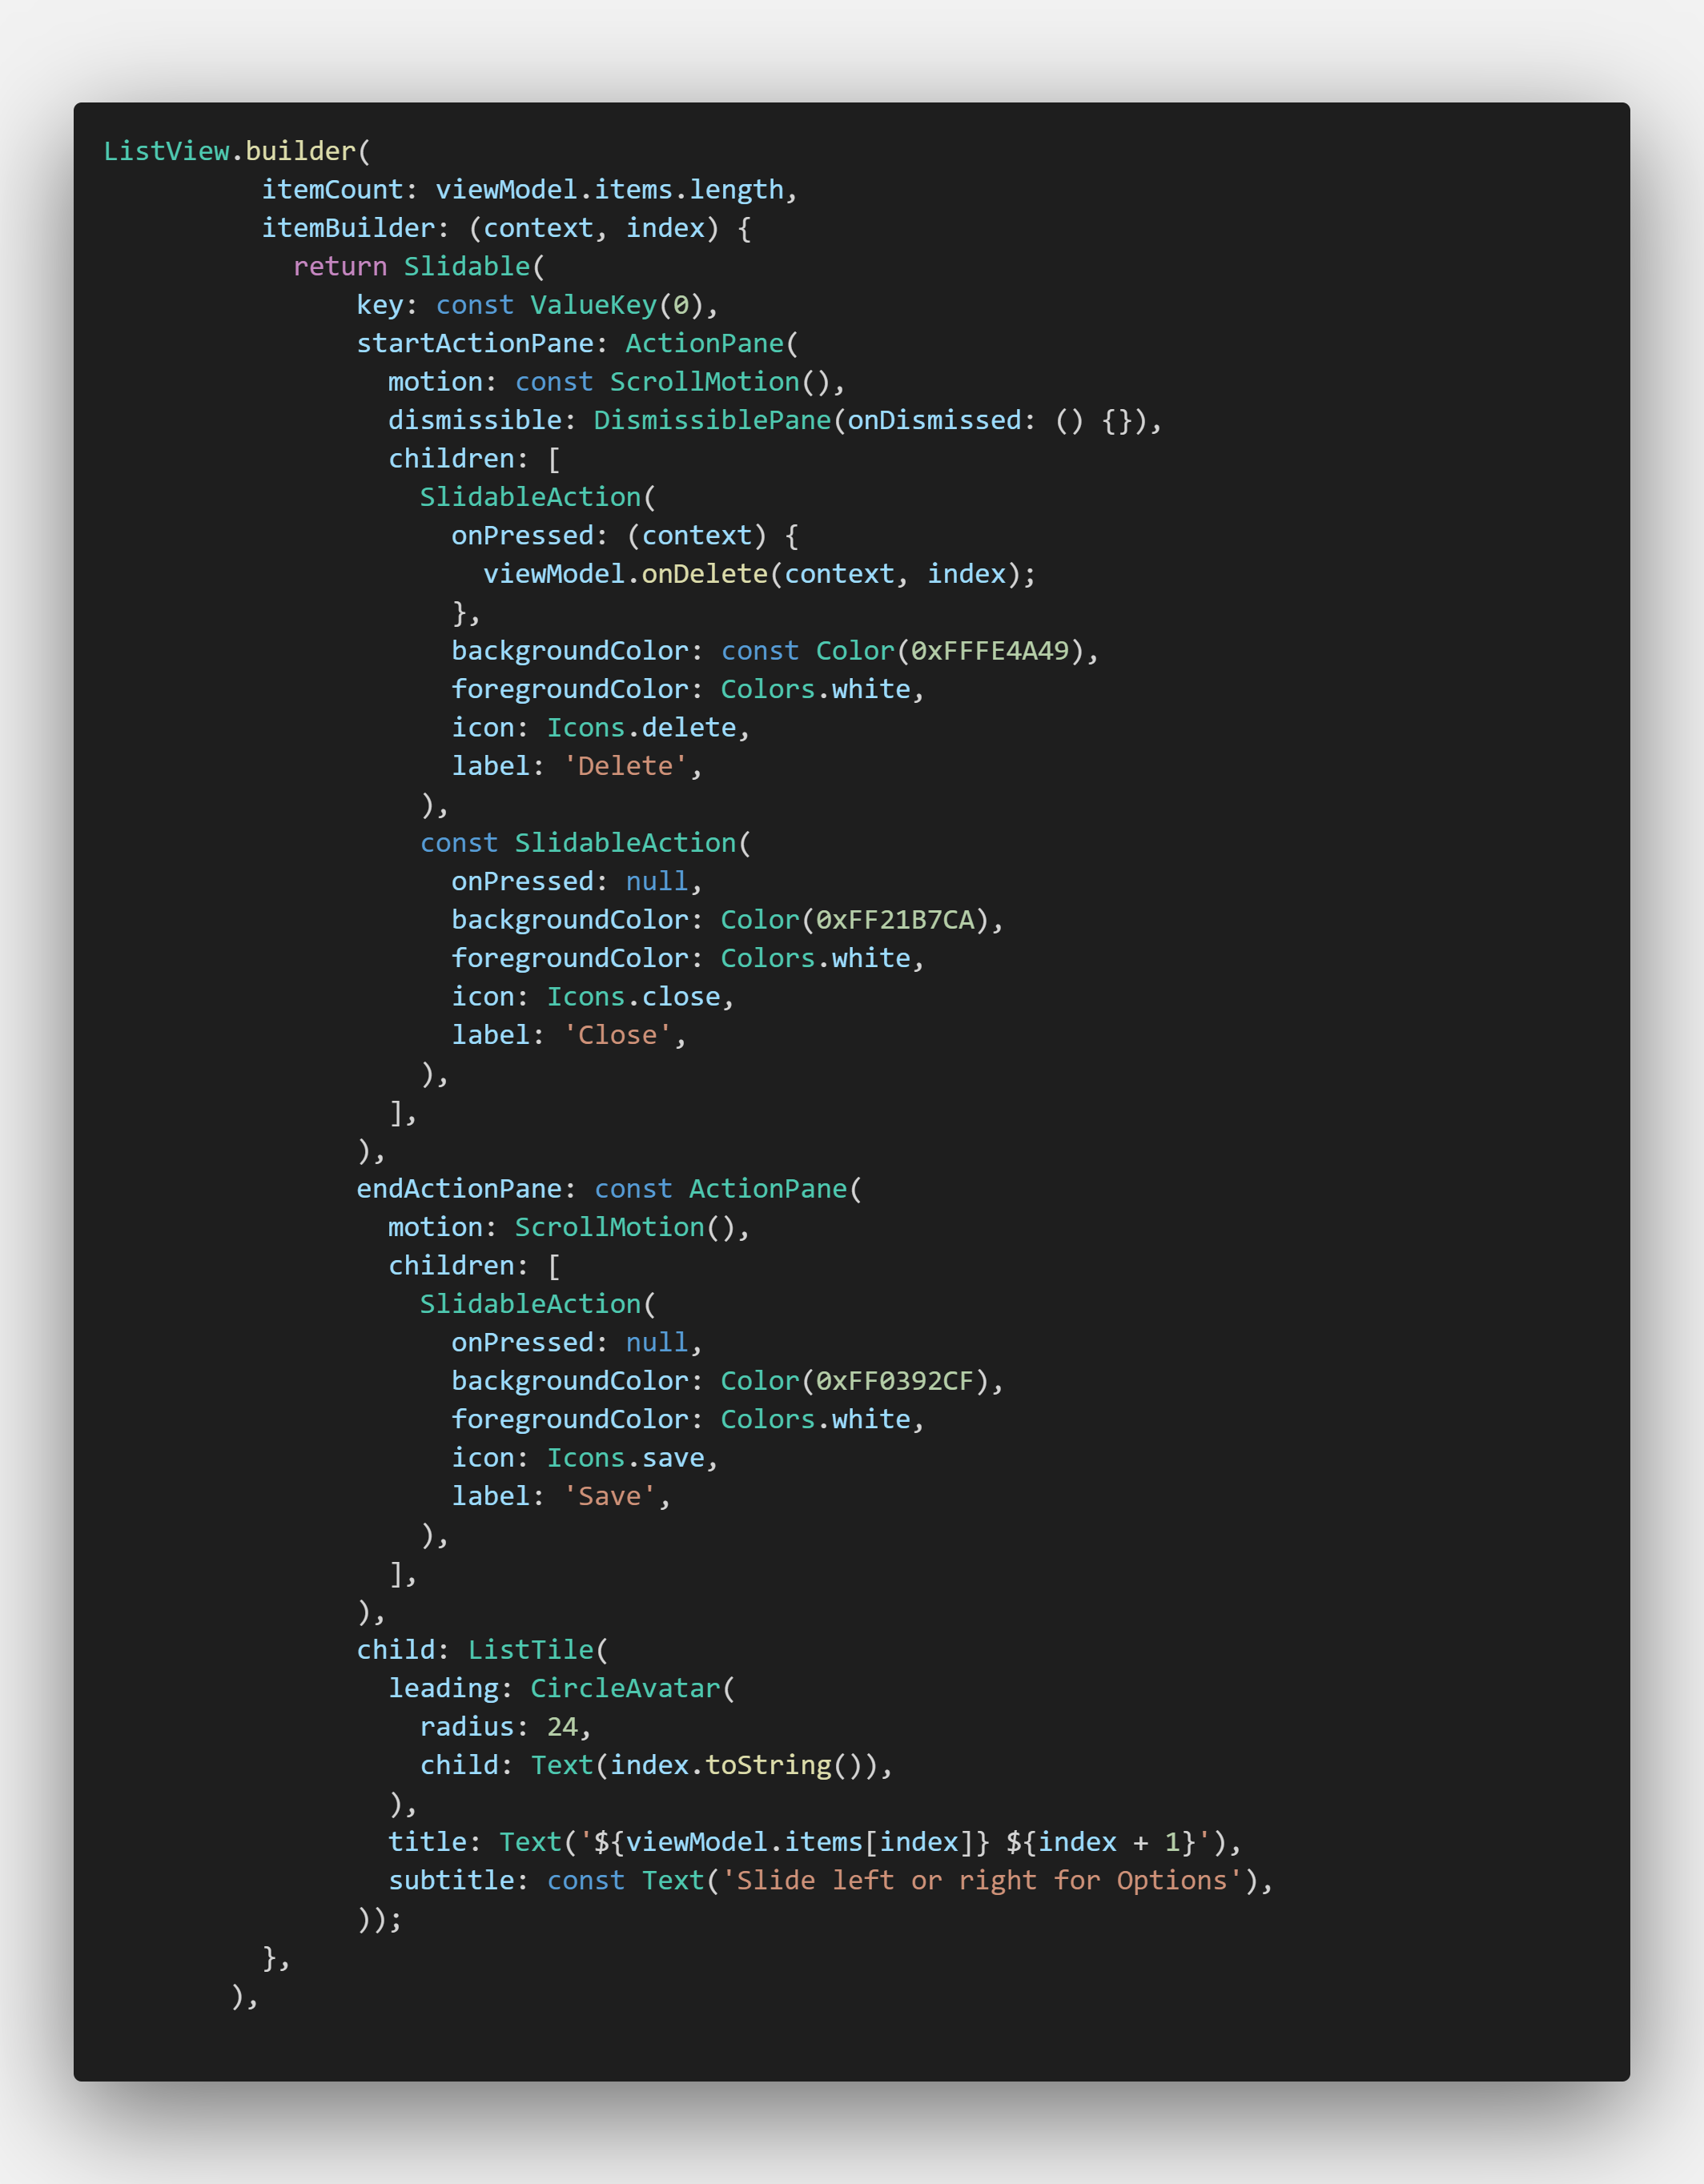 ListView.builder(
          itemCount: viewModel.items.length,
          itemBuilder: (context, index) {
            return Slidable(
                key: const ValueKey(0),
                startActionPane: ActionPane(
                  motion: const ScrollMotion(),
                  dismissible: DismissiblePane(onDismissed: () {}),
                  children: [
                    SlidableAction(
                      onPressed: (context) {
                        viewModel.onDelete(context, index);
                      },
                      backgroundColor: const Color(0xFFFE4A49),
                      foregroundColor: Colors.white,
                      icon: Icons.delete,
                      label: 'Delete',
                    ),
                    const SlidableAction(
                      onPressed: null,
                      backgroundColor: Color(0xFF21B7CA),
                      foregroundColor: Colors.white,
                      icon: Icons.close,
                      label: 'Close',
                    ),
                  ],
                ),
                endActionPane: const ActionPane(
                  motion: ScrollMotion(),
                  children: [
                    SlidableAction(
                      onPressed: null,
                      backgroundColor: Color(0xFF0392CF),
                      foregroundColor: Colors.white,
                      icon: Icons.save,
                      label: 'Save',
                    ),
                  ],
                ),
                child: ListTile(
                  leading: CircleAvatar(
                    radius: 24,
                    child: Text(index.toString()),
                  ),
                  title: Text('${viewModel.items[index]} ${index + 1}'),
                  subtitle: const Text('Slide left or right for Options'),
                ));
          },
        ),